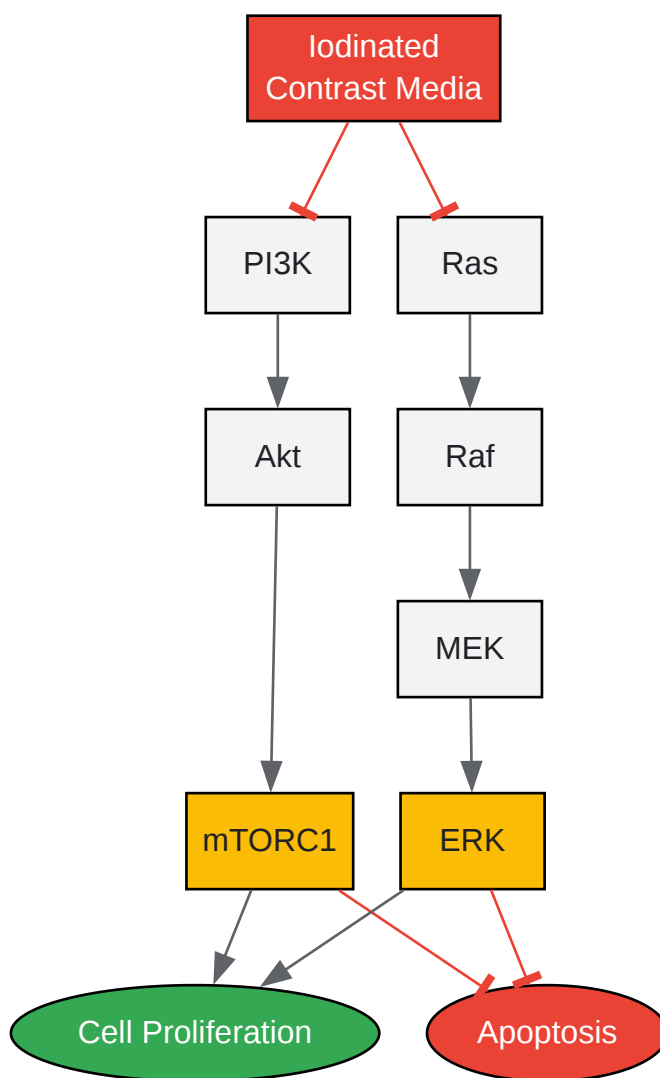 Iodinated
Contrast Media
PI3K
Ras
Akt
Raf
MEK
mTORC1
ERK
Cell Proliferation
Apoptosis